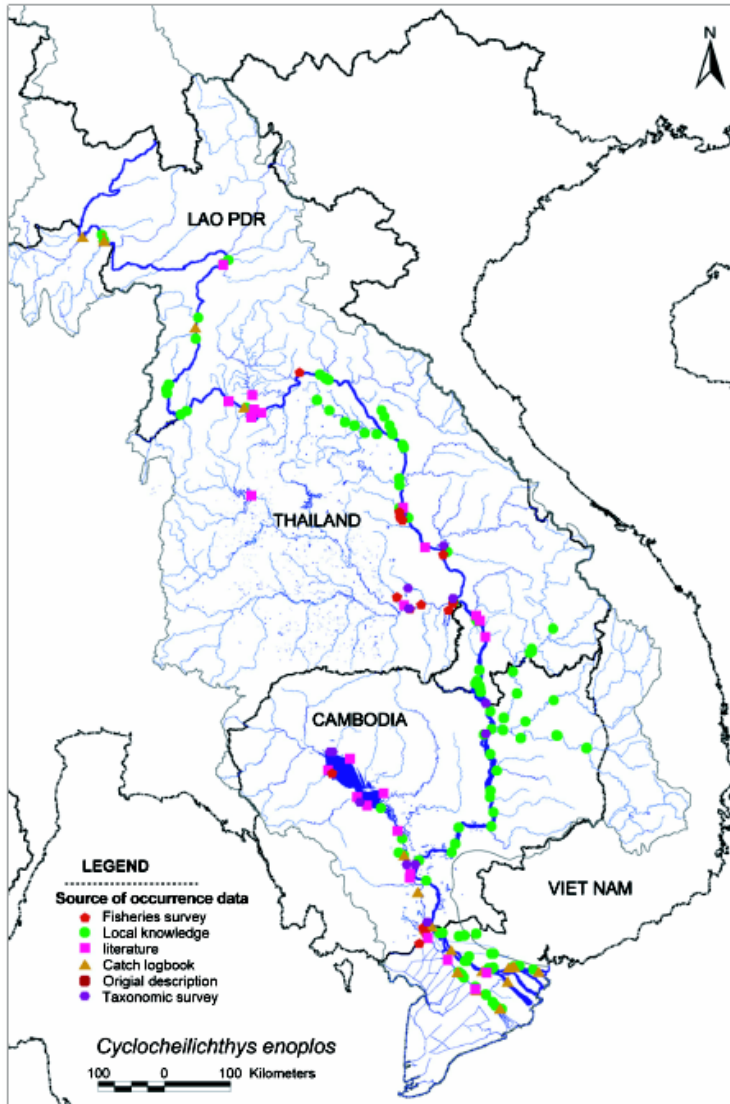 N
LAO PDR
THAILAND
CAMBODIA
VIET NAM
LEGEND
Source of occurrence data
Fisheries survey
Local knowledge
literature
Catch logbook
Origial description
Taxonomic survey
Cyclocheilichthys enoplos
100 0 100 Kilometers